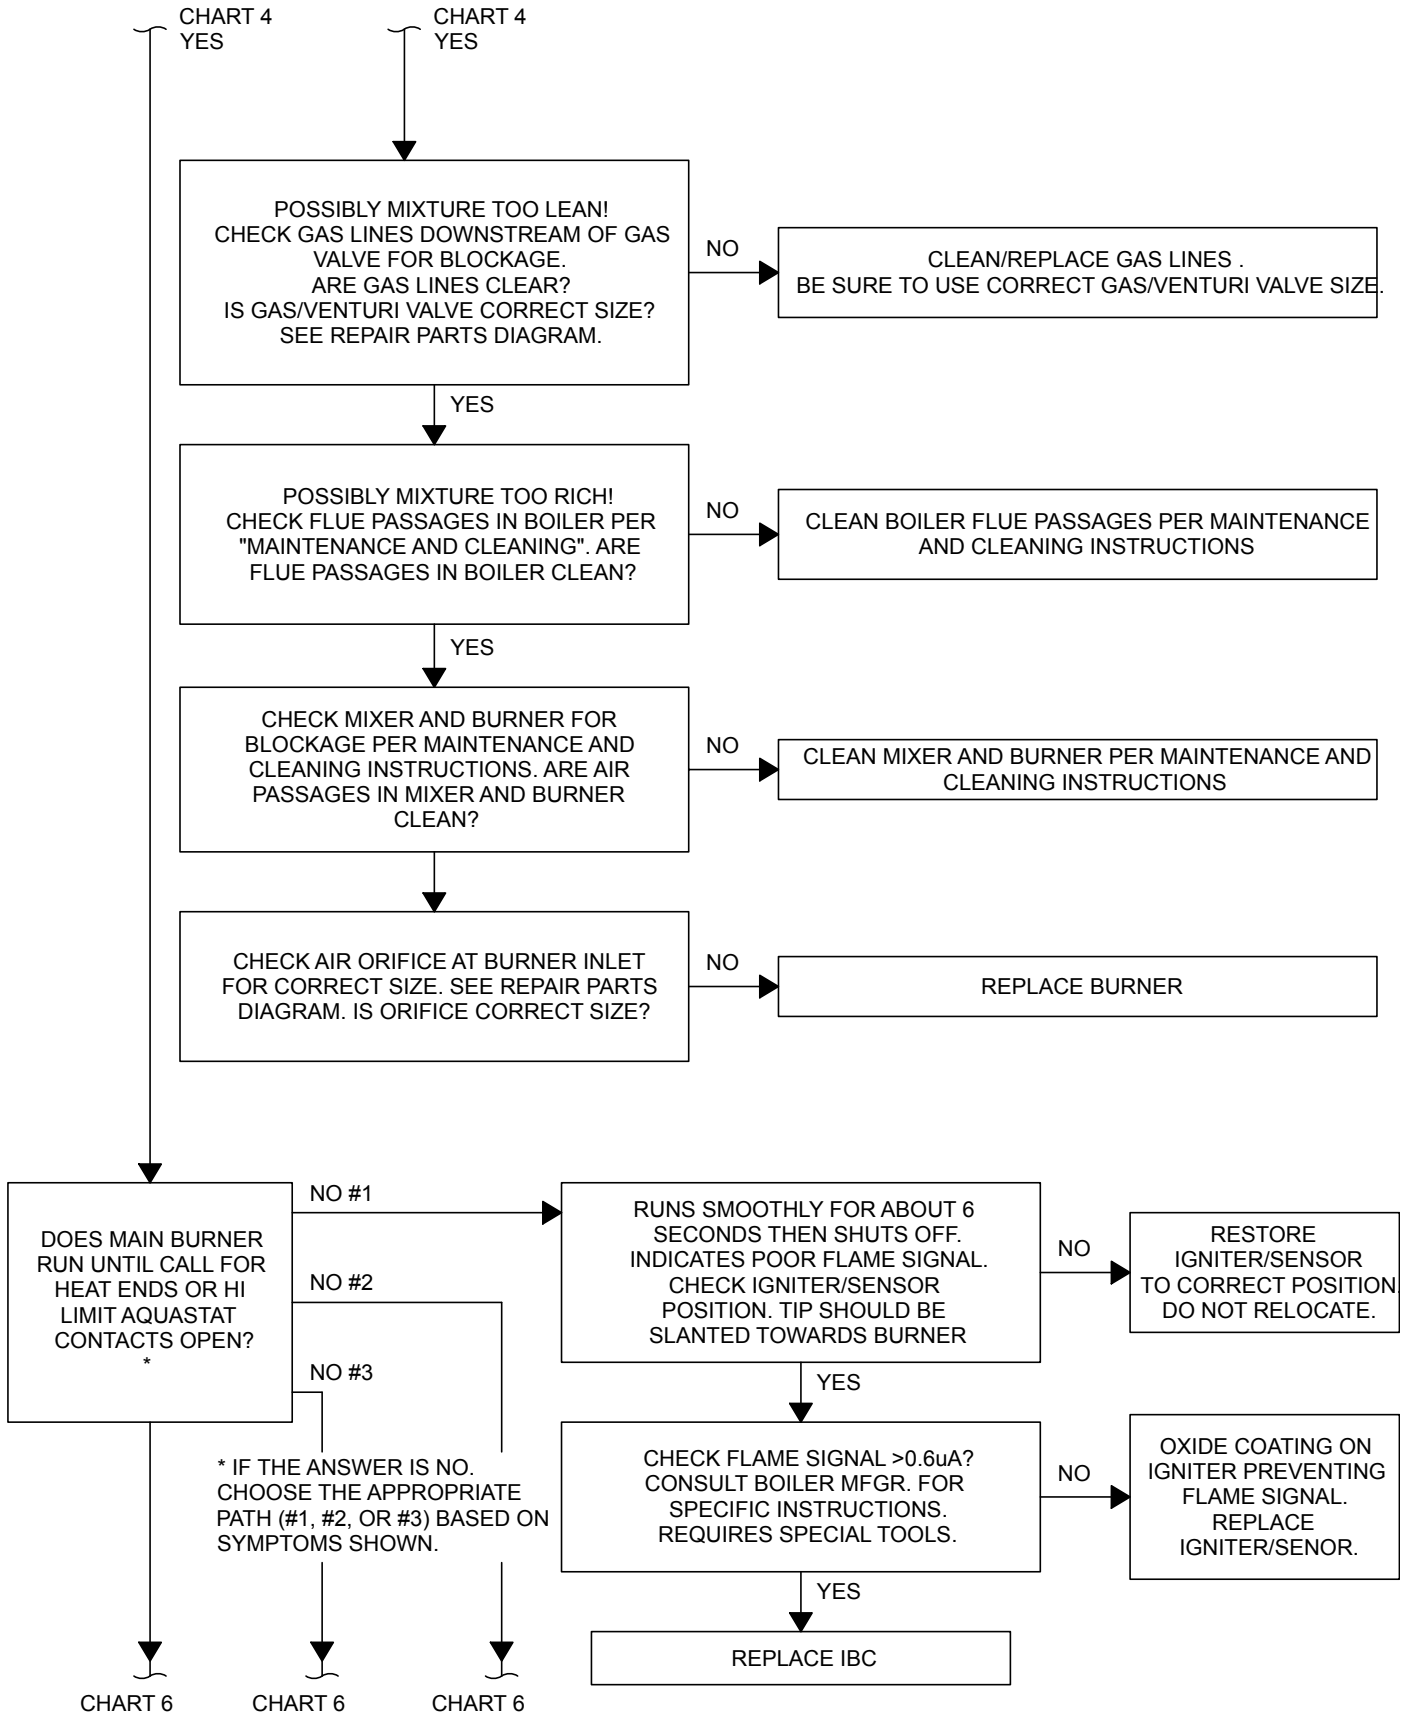 CHART 4
YES
CHART 4
YES
POSSIBLY MIXTURE TOO LEAN!
CHECK GAS LINES DOWNSTREAM OF GAS
VALVE FOR BLOCKAGE.
ARE GAS LINES CLEAR?
IS GAS/VENTURI VALVE CORRECT SIZE?
SEE REPAIR PARTS DIAGRAM.
NO
CLEAN/REPLACE GAS LINES .
BE SURE TO USE CORRECT GAS/VENTURI VALVE SIZE.
YES
POSSIBLY MIXTURE TOO RICH!
CHECK FLUE PASSAGES IN BOILER PER
"MAINTENANCE AND CLEANING". ARE
FLUE PASSAGES IN BOILER CLEAN?
NO
CLEAN BOILER FLUE PASSAGES PER MAINTENANCE
AND CLEANING INSTRUCTIONS
YES
CHECK MIXER AND BURNER FOR
BLOCKAGE PER MAINTENANCE AND
CLEANING INSTRUCTIONS. ARE AIR
PASSAGES IN MIXER AND BURNER
CLEAN?
NO
CLEAN MIXER AND BURNER PER MAINTENANCE AND
CLEANING INSTRUCTIONS
CHECK AIR ORIFICE AT BURNER INLET
FOR CORRECT SIZE. SEE REPAIR PARTS
DIAGRAM. IS ORIFICE CORRECT SIZE?
NO
REPLACE BURNER
DOES MAIN BURNER
RUN UNTIL CALL FOR
HEAT ENDS OR HI
LIMIT AQUASTAT
CONTACTS OPEN?
*
NO #1
NO #2
NO #3
RUNS SMOOTHLY FOR ABOUT 6
SECONDS THEN SHUTS OFF.
INDICATES POOR FLAME SIGNAL.
CHECK IGNITER/SENSOR
POSITION. TIP SHOULD BE
SLANTED TOWARDS BURNER
NO
RESTORE
IGNITER/SENSOR
TO CORRECT POSITION.
DO NOT RELOCATE.
YES
* IF THE ANSWER IS NO.
CHOOSE THE APPROPRIATE
PATH (#1, #2, OR #3) BASED ON
SYMPTOMS SHOWN.
CHECK FLAME SIGNAL >0.6uA?
CONSULT BOILER MFGR. FOR
SPECIFIC INSTRUCTIONS.
REQUIRES SPECIAL TOOLS.
NO
OXIDE COATING ON
IGNITER PREVENTING
FLAME SIGNAL.
REPLACE
IGNITER/SENOR.
YES
REPLACE IBC
CHART 6
CHART 6
CHART 6